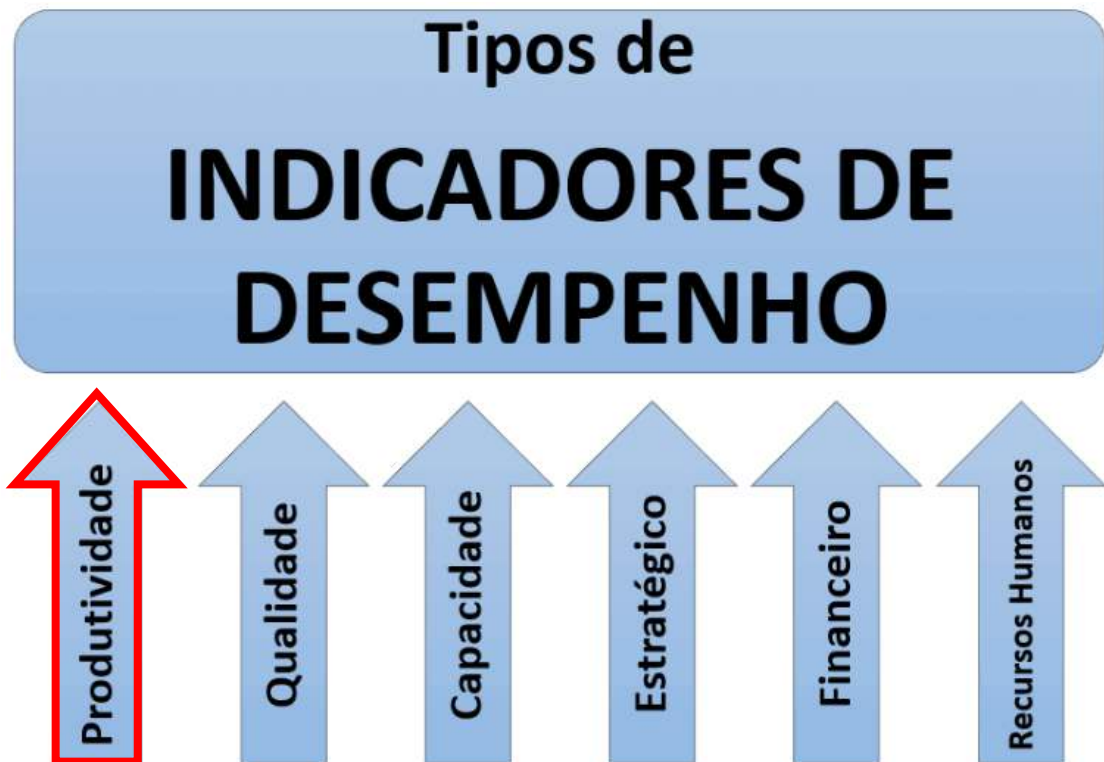 Tipos de
INDICADORES DE
DESEMPENHO
Produtividade
Qualidade
Capacidade
Estratégico
Financeiro
Recursos Humanos